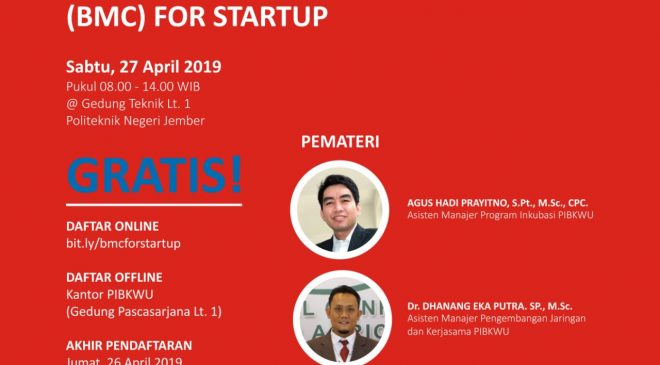 (BMC) FOR STARTUP
Sabtu, 27 April 2019
Pukul 08.00 - 14.00 WIB
@ Gedung Teknik Lt. 1
Politeknik Negeri Jember
GRATIS!
DAFTAR ONLINE
bit.ly/bmcforstartup
DAFTAR OFFLINE
Kantor PIBKWU
(Gedung Pascasarjana Lt. 1)
AKHIR PENDAFTARAN
Jumat, 26 April 2019
PEMATERI
AGUS HADI PRAYITNO, S.Pt., M.Sc., CPC.
Asisten Manajer Program Inkubasi PIBKWU
Dr. DHANANG EKA PUTRA. SP., M.Sc.
Asisten Manajer Pengembangan Jaringan
dan Kerjasama PIBKWU